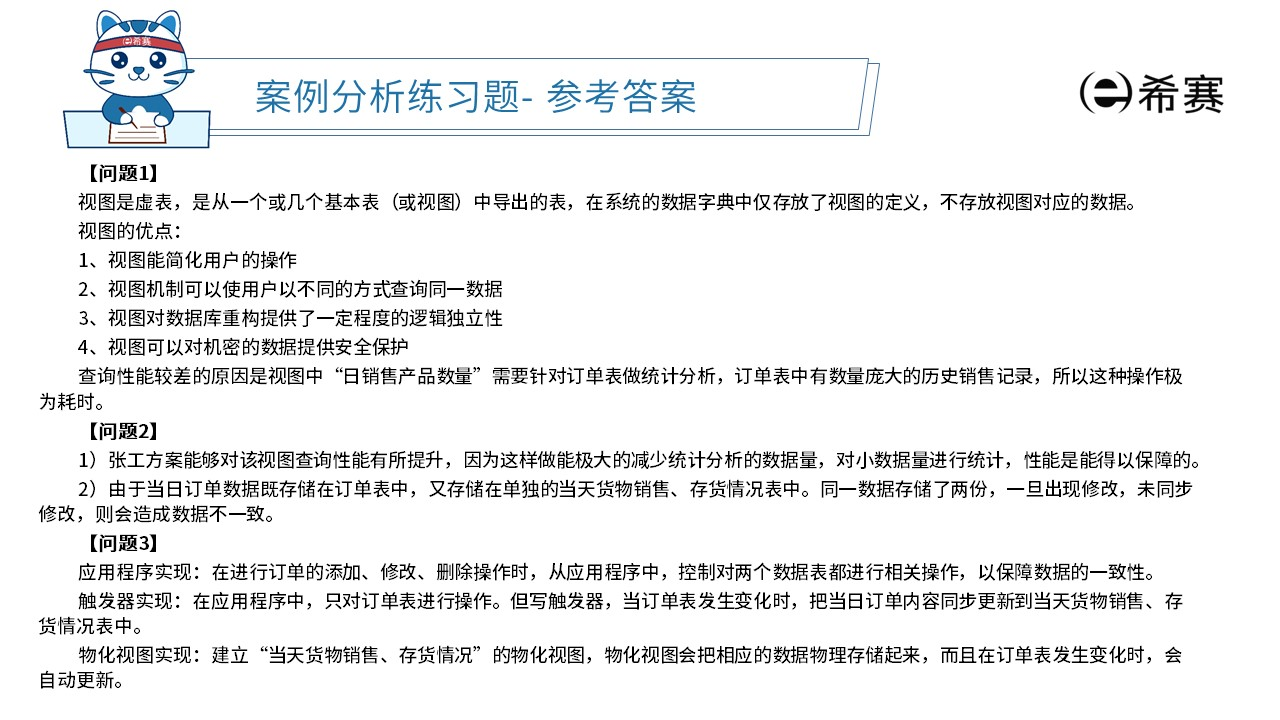 希赛
案例分析练习题- 参考答案
希赛
【问题1】
视图是虚表，是从一个或几个基本表（或视图）中导出的表，在系统的数据字典中仅存放了视图的定义，不存放视图对应的数据。
视图的优点：
1、视图能简化用户的操作
2、视图机制可以使用户以不同的方式查询同一数据
3、视图对数据库重构提供了一定程度的逻辑独立性
4、视图可以对机密的数据提供安全保护
查询性能较差的原因是视图中“日销售产品数量”需要针对订单表做统计分析，订单表中有数量庞大的历史销售记录，所以这种操作极
为耗时。
【问题2】
1）张工方案能够对该视图查询性能有所提升，因为这样做能极大的减少统计分析的数据量，对小数据量进行统计，性能是能得以保障的。
2）由于当日订单数据既存储在订单表中，又存储在单独的当天货物销售、存货情况表中。同一数据存储了两份，一旦出现修改，未同步
修改，则会造成数据不一致。
【问题3】
应用程序实现：在进行订单的添加、修改、删除操作时，从应用程序中，控制对两个数据表都进行相关操作，以保障数据的一致性。
触发器实现：在应用程序中，只对订单表进行操作。但写触发器，当订单表发生变化时，把当日订单内容同步更新到当天货物销售、存
货情况表中。
物化视图实现：建立“当天货物销售、存货情况”的物化视图，物化视图会把相应的数据物理存储起来，而且在订单表发生变化时，会
自动更新。